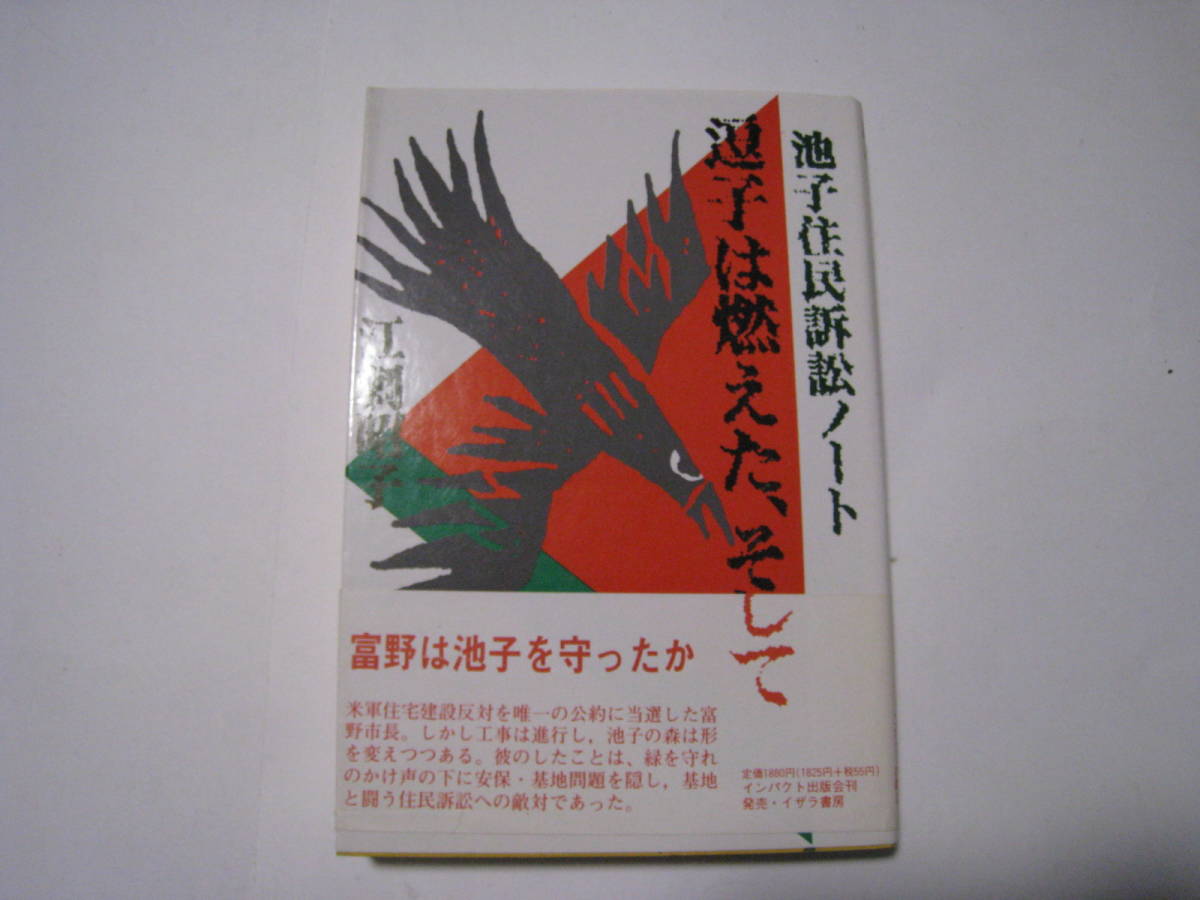 池子住民訴訟ノート
逗子は燃えた、そして
江刺昭子
富野は池子を守ったか
米軍住宅建設反対を唯一の公約に当選した富
野市長。しかし工事は進行し，池子の森は形
を変えつつある。彼のしたことは、緑を守れ
のかけ声の下に安保・基地問題を隠し，基地
と闘う住民訴訟への敵対であった。
定価1880円(1825円＋税55円)
インパクト出版会刊
発売・イザラ書房